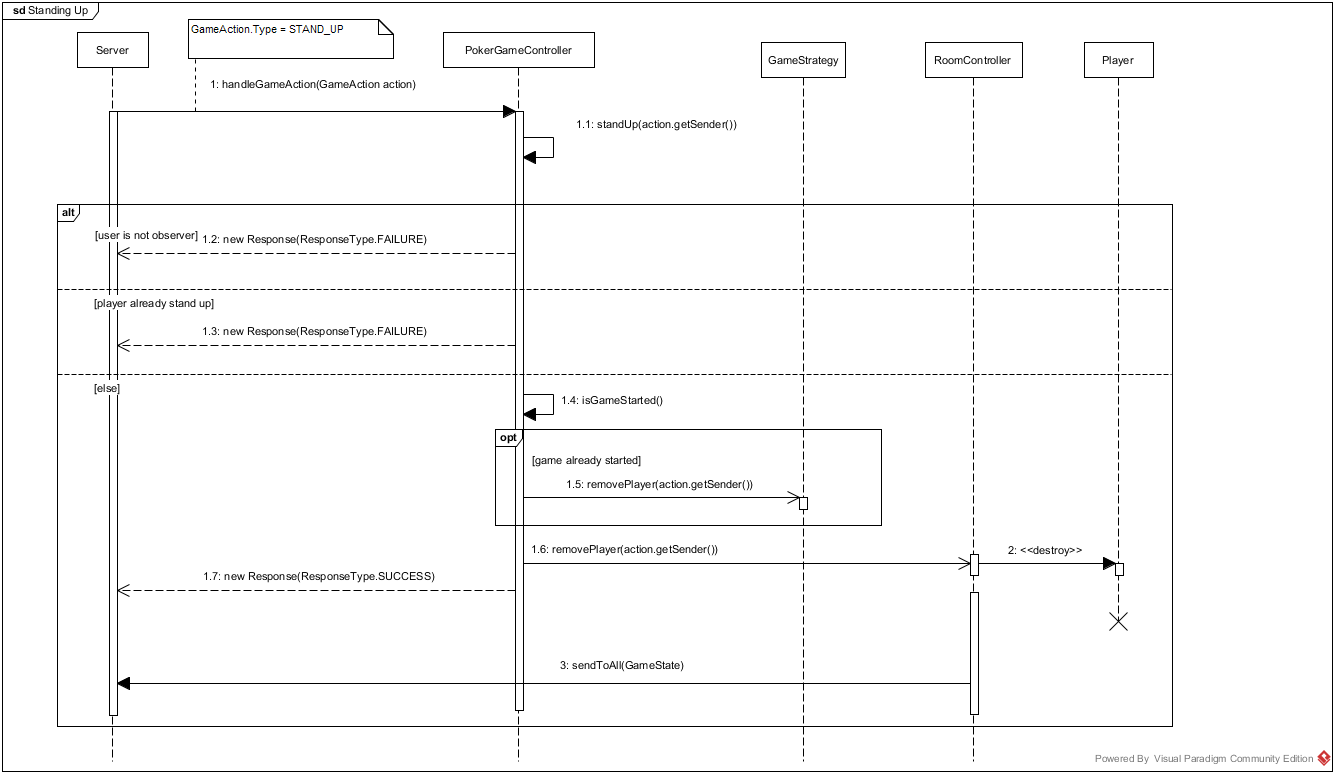 sd Standing Up
GameAction.Type = STAND_UP
Server
PokerGameController
GameStrategy
RoomController
Player
1: handleGameAction(GameAction action)
1.1: standUp(action.getSender())
alt
[user is not observer]
1.2: new Response(ResponseType.FAILURE)
[player already stand up]
1.3: new Response(ResponseType.FAILURE)
[else]
1.4: isGameStarted()
opt
[game already started]
1.5: removePlayer(action.getSender())
1.6: removePlayer(action.getSender())
2: <<destroy>>
1.7: new Response(ResponseType.SUCCESS)
3: sendToAll(GameState)
Powered By Visual Paradigm Community Edition